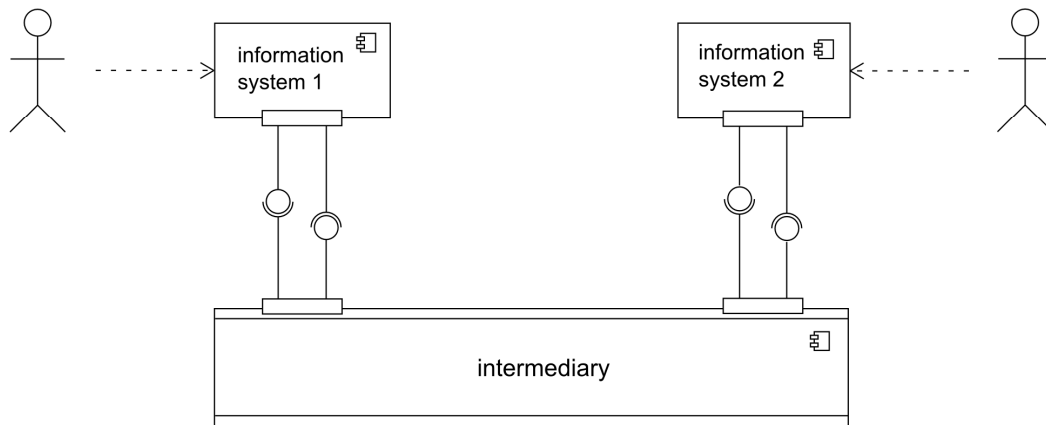 information
system 1
information
system 2
intermediary